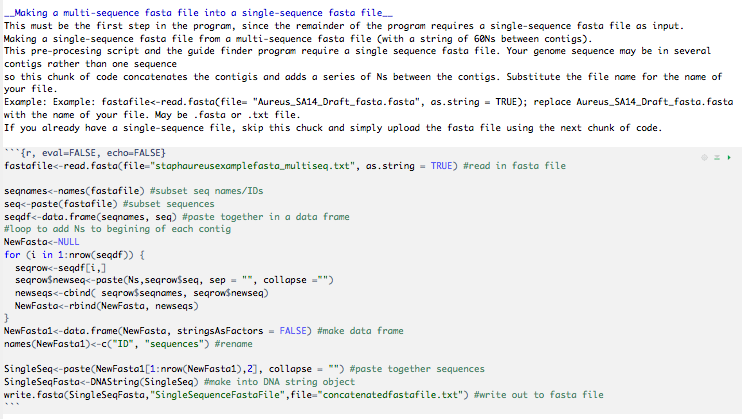 __Making a multi-sequence fasta file into a single-sequence fasta file__
This must be the first step in the program, since the remainder of the program requires a single-sequence fasta file as input.
Making a single-sequence fasta file from a multi-sequence fasta file (with a string of 60Ns between contigs).
This pre-procesing script and the guide finder program require a single sequence fasta file. Your genome sequence may be in several
contigs rather than one sequence
so this chunk of code concatenates the contigis and adds a series of Ns between the contigs. Substitute the file name for the name of
your file.
Example: Example: fastafile<-read.fasta(file= "Aureus_SA14_Draft_fasta.fasta", as.string = TRUE); replace Aureus_SA14_Draft_fasta.fasta
with the name of your file. May be .fasta or .txt file.
If you already have a single-sequence file, skip this chuck and simply upload the fasta file using the next chunk of code.
```{r, eval=FALSE, echo=FALSE}
fastafile<-read.fasta(file="staphaureusexamplefasta_multiseq.txt", as.string = TRUE) #read in fasta file
seqnames<-names(fastafile) #subset seq names/IDs
seq<-paste(fastafile) #subset sequences
seqdf<-data.frame(seqnames, seq) #paste together in a data frame
#loop to add Ns to begining of each contig
NewFasta<-NULL
for (i in 1:nrow(seqdf)) {
  seqrow<-seqdf[i,]
  seqrow$newseq<-paste(Ns,seqrow$seq, sep = "", collapse ="")
  newseqs<-cbind( seqrow$seqnames, seqrow$newseq)
  NewFasta<-rbind(NewFasta, newseqs)
}
NewFasta1<-data.frame(NewFasta, stringsAsFactors = FALSE) #make data frame
names(NewFasta1)<-c("ID", "sequences") #rename
SingleSeq<-paste(NewFasta1[1:nrow(NewFasta1),2], collapse = "") #paste together sequences
SingleSeqFasta<-DNAString(SingleSeq) #make into DNA string object
write.fasta(SingleSeqFasta,"SingleSequenceFastaFile",file="concatenatedfastafile.txt") #write out to fasta file
```